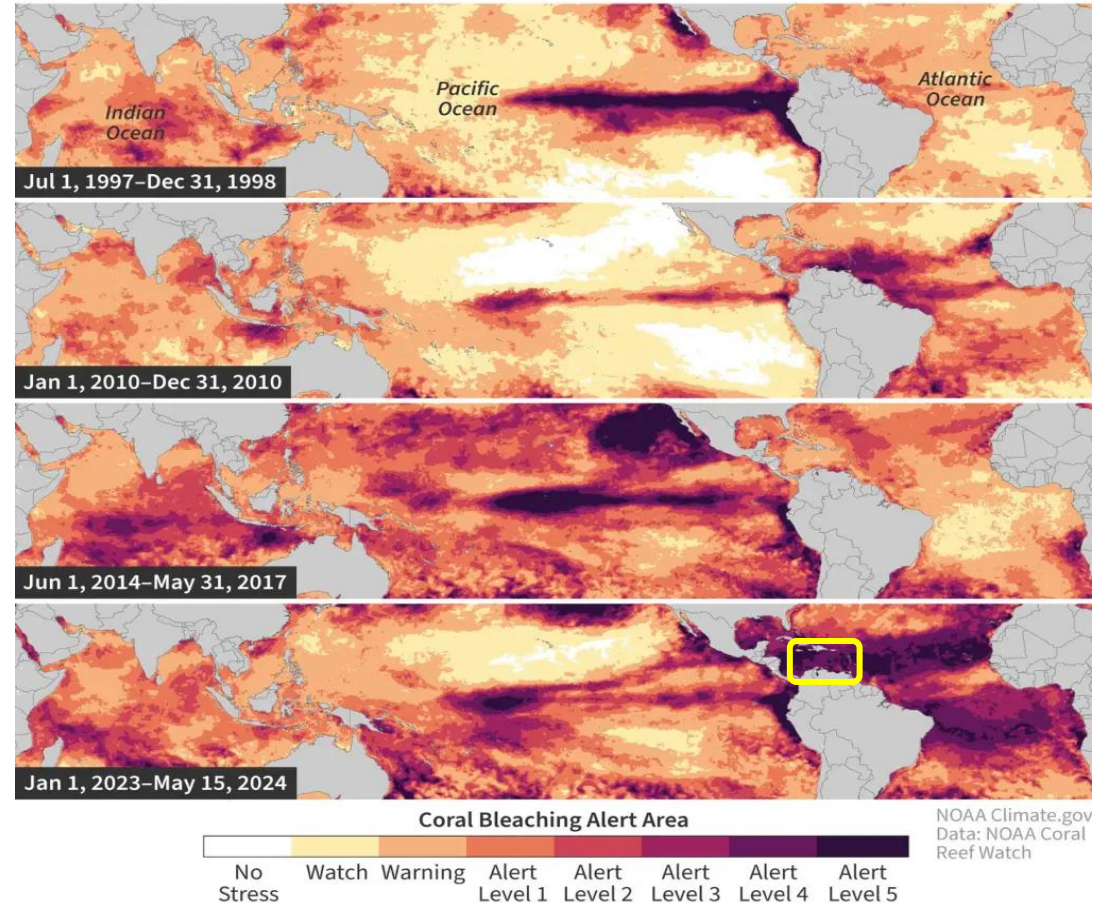 Indian
Ocean
Pacific
Ocean
Atlantic
Ocean
Jul 1, 1997–Dec 31, 1998
Jan 1, 2010–Dec 31, 2010
Jun 1, 2014–May 31, 2017
Jan 1, 2023–May 15, 2024
Coral Bleaching Alert Area
No
Stress
Watch
Warning
Alert
Level 1
Alert
Level 2
Alert
Level 3
Alert
Level 4
Alert
Level 5
NOAA Climate.gov
Data: NOAA Coral
Reef Watch